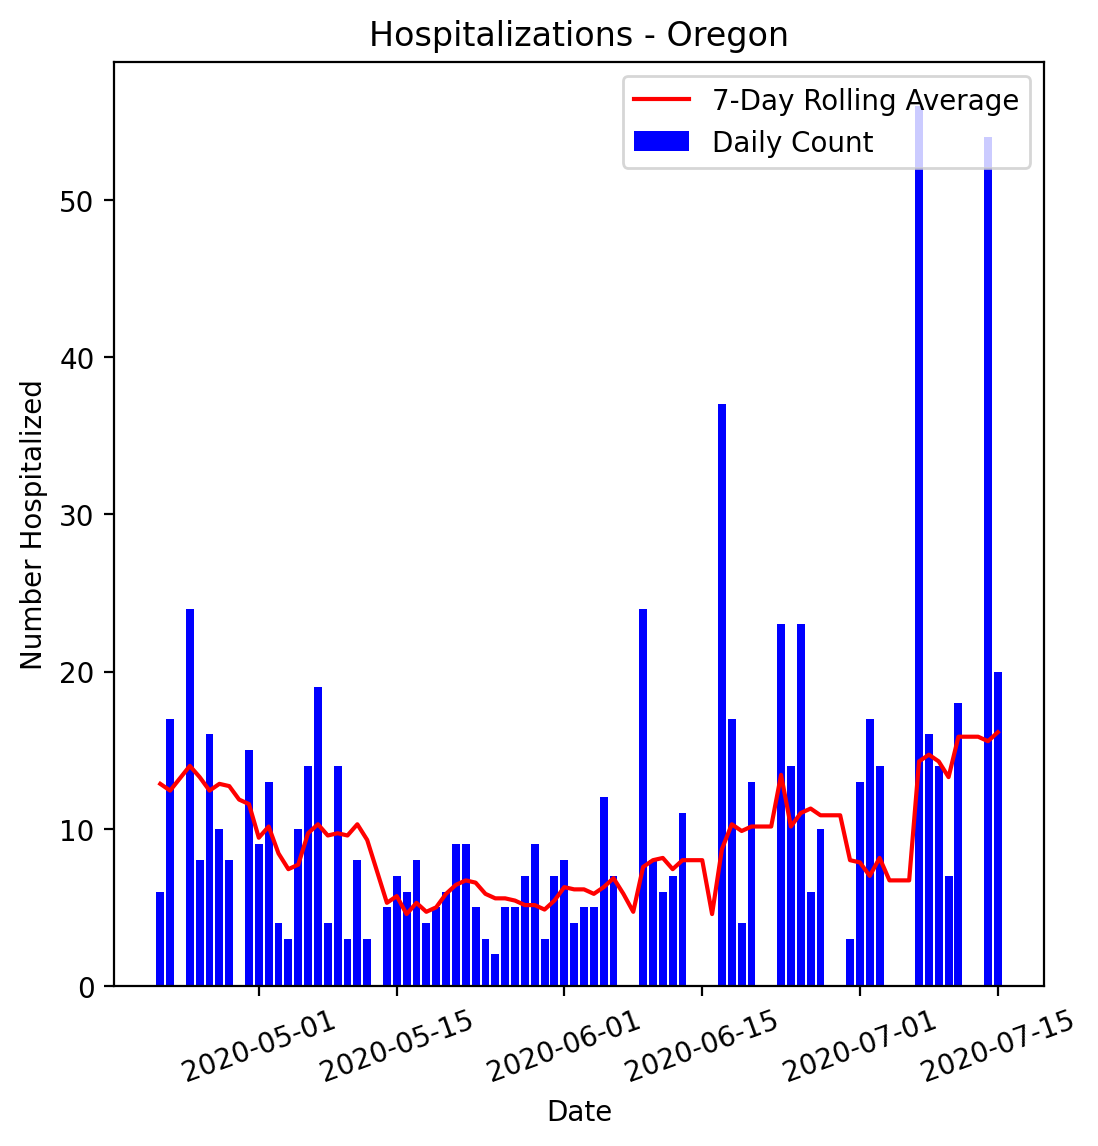 Hospitalizations - Oregon
7-Day Rolling Average
Daily Count
Number Hospitalized
50
40
30
20
10
0
2020-05-01
2020-05-15
2020-06-01
2020-06-15
2020-07-01
2020-07-15
Date